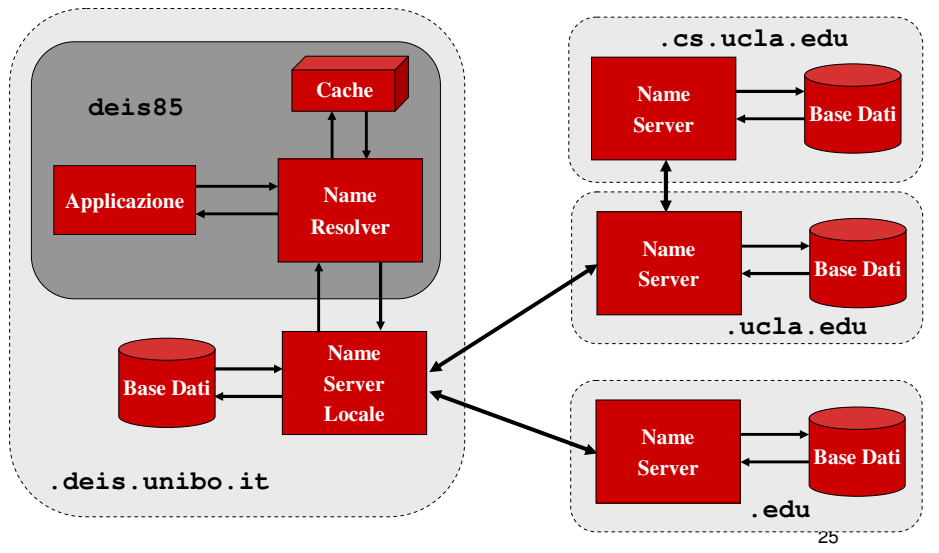 deis85
Cache
Applicazione
Name
Resolver
Base Dati
Name
Server
Locale
.deis.unibo.it
.cs.ucla.edu
Name
Server
Base Dati
Name
Server
Base Dati
.ucla.edu
Name
Server
Base Dati
.edu
25